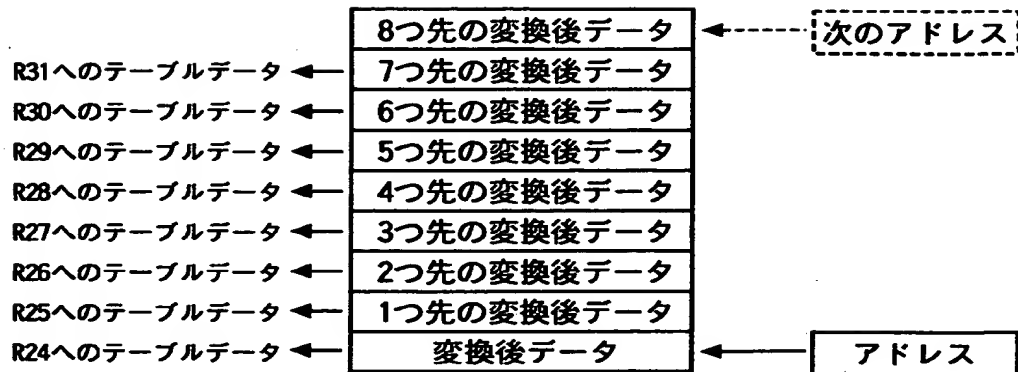 8つ先の変換後データ 次のアドレス
R31へのテーブルデータ 7つ先の変換後データ
R30へのテーブルデータ 6つ先の変換後データ
R29へのテーブルデータ 5つ先の変換後データ
R28へのテーブルデータ 4つ先の変換後データ
R27へのテーブルデータ 3つ先の変換後データ
R26へのテーブルデータ 2つ先の変換後データ
R25へのテーブルデータ 1つ先の変換後データ
R24へのテーブルデータ 変換後データ アドレス